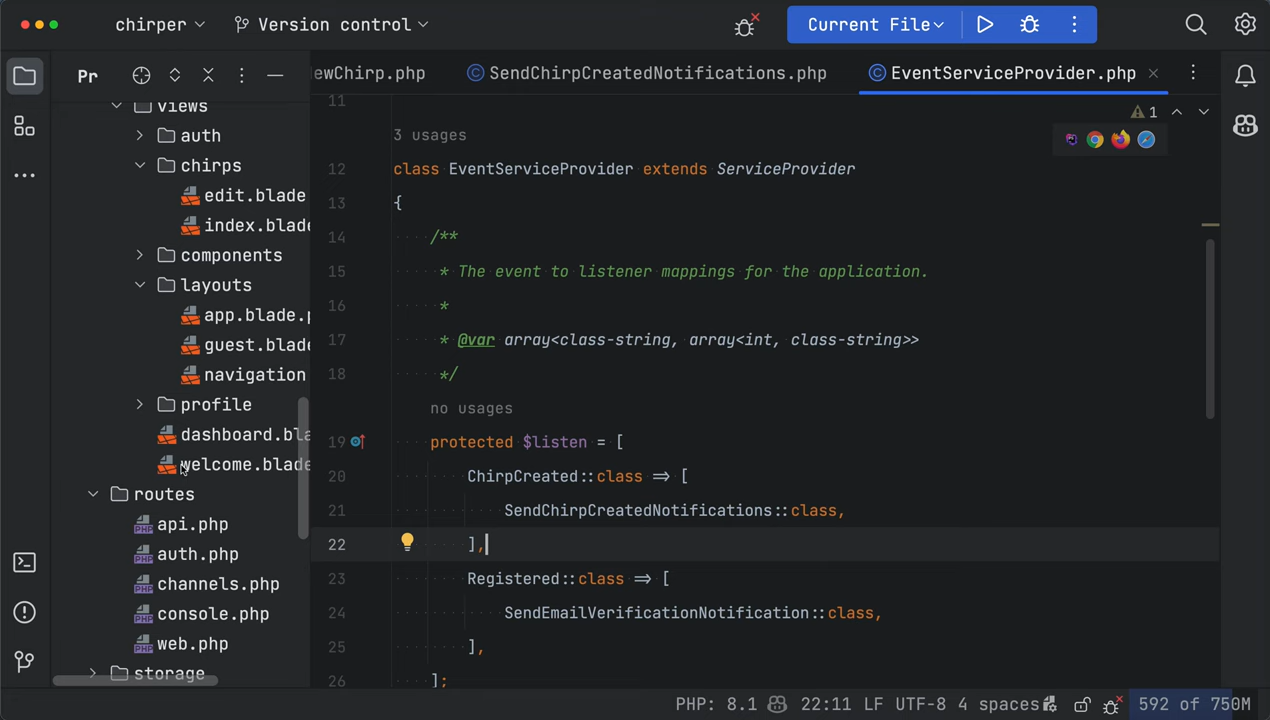 chirper
Version control
Current File
Pr
ewChirp.php
SendChirpCreatedNotifications.php
EventServiceProvider.php
views
auth
chirps
edit.blade
index.blade
components
layouts
app.blade.p
guest.blade
navigation
profile
dashboard.bla
welcome.blade
routes
api.php
auth.php
channels.php
console.php
web.php
storage
1
11
3 usages
12 class EventServiceProvider extends ServiceProvider
13 {
14 /**
15 * The event to listener mappings for the application.
16 *
17 * @var array<class-string, array<int, class-string>>
18 */
no usages
19 protected $listen = [
20 ChirpCreated::class => [
21 SendChirpCreatedNotifications::class,
22 ],
23 Registered::class => [
24 SendEmailVerificationNotification::class,
25 ],
26 ];
PHP: 8.1 22:11 LF UTF-8 4 spaces 592 of 750M